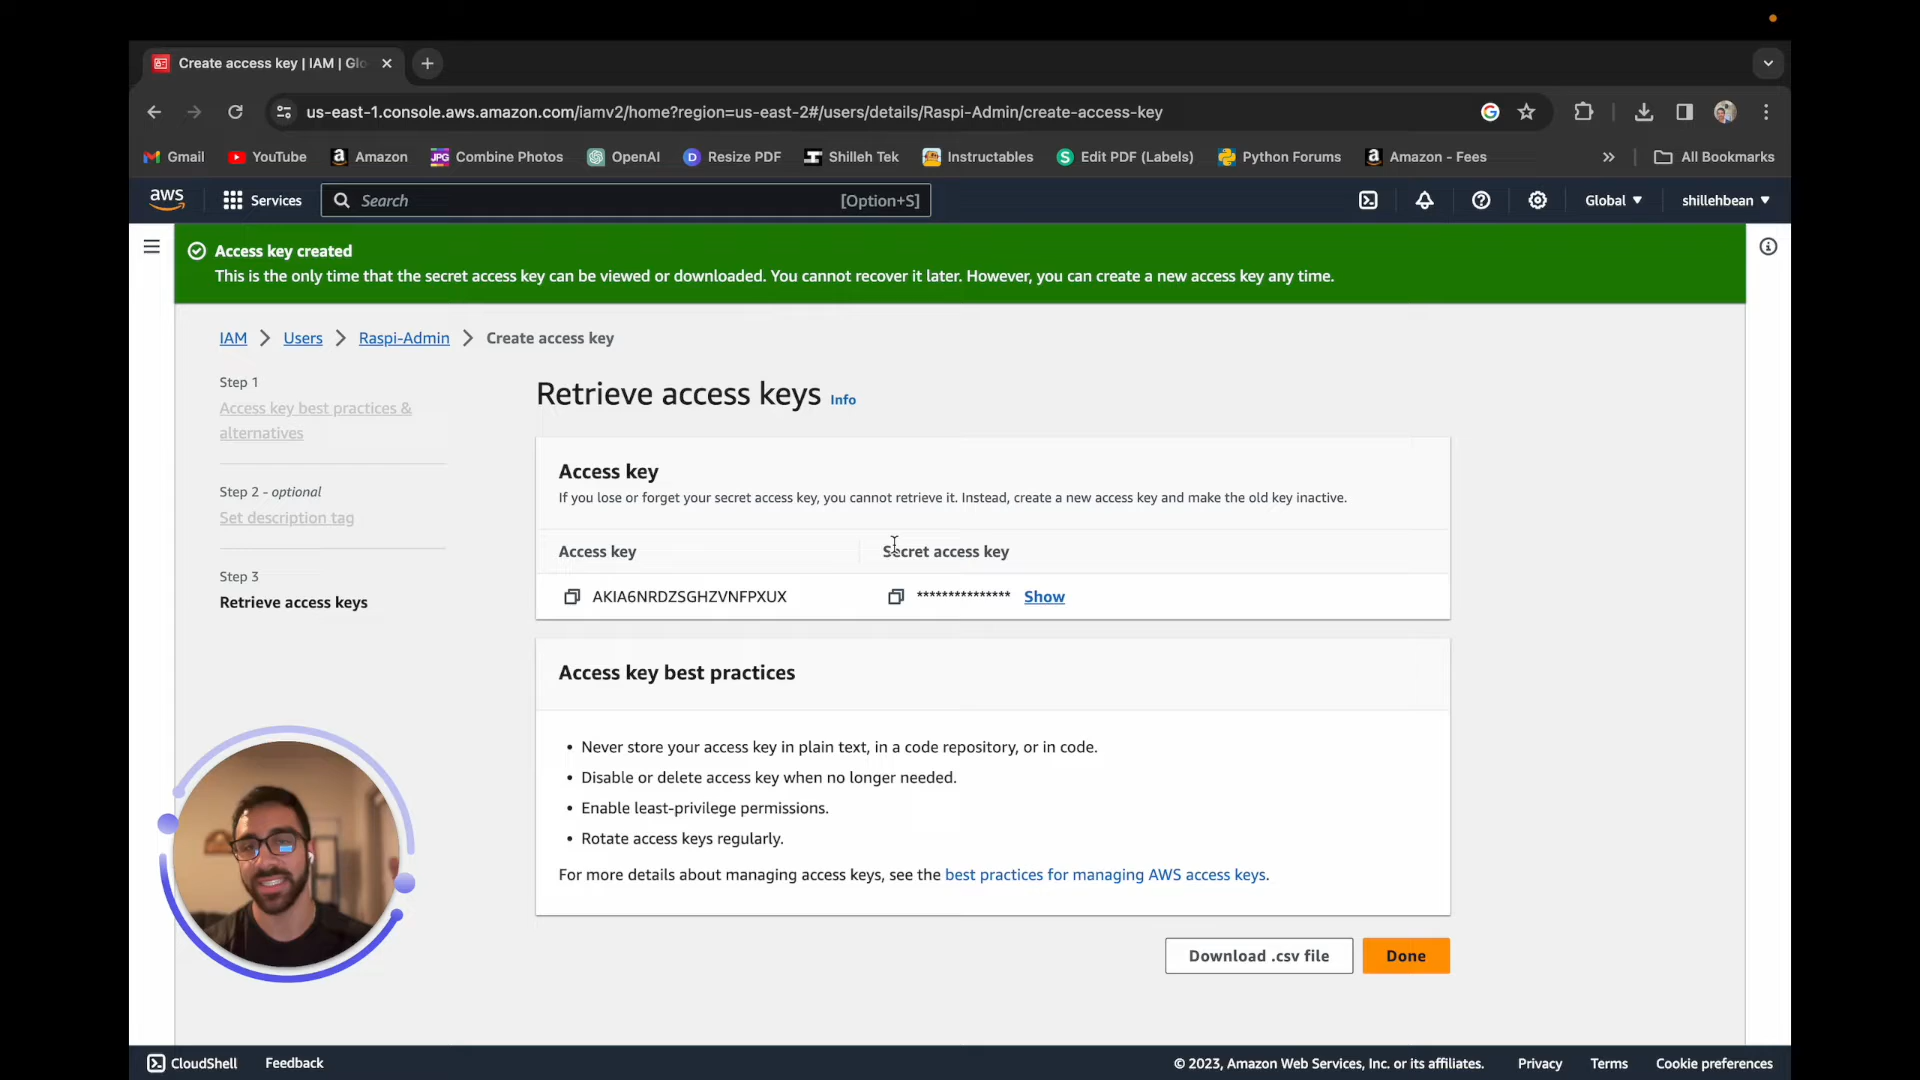 Create access key | IAM | Glo
us-east-1.console.aws.amazon.com/iamv2/home?region=us-east-2#/users/details/Raspi-Admin/create-access-key
Gmail YouTube Amazon Combine Photos OpenAI Resize PDF Shilleh Tek Instructables Edit PDF (Labels) Python Forums Amazon - Fees » All Bookmarks
aws Services Search [Option+S] Global shillehbean
Access key created
This is the only time that the secret access key can be viewed or downloaded. You cannot recover it later. However, you can create a new access key any time.
IAM Users Raspi-Admin Create access key
Step 1
Access key best practices &
alternatives
Step 2 - optional
Set description tag
Step 3
Retrieve access keys
Retrieve access keys Info
Access key
If you lose or forget your secret access key, you cannot retrieve it. Instead, create a new access key and make the old key inactive.
Access key Secret access key
AKIA6NRDZSGHZVNFPXUX *************** Show
Access key best practices
• Never store your access key in plain text, in a code repository, or in code.
• Disable or delete access key when no longer needed.
• Enable least-privilege permissions.
• Rotate access keys regularly.
For more details about managing access keys, see the best practices for managing AWS access keys.
Download .csv file Done
CloudShell Feedback © 2023, Amazon Web Services, Inc. or its affiliates. Privacy Terms Cookie preferences